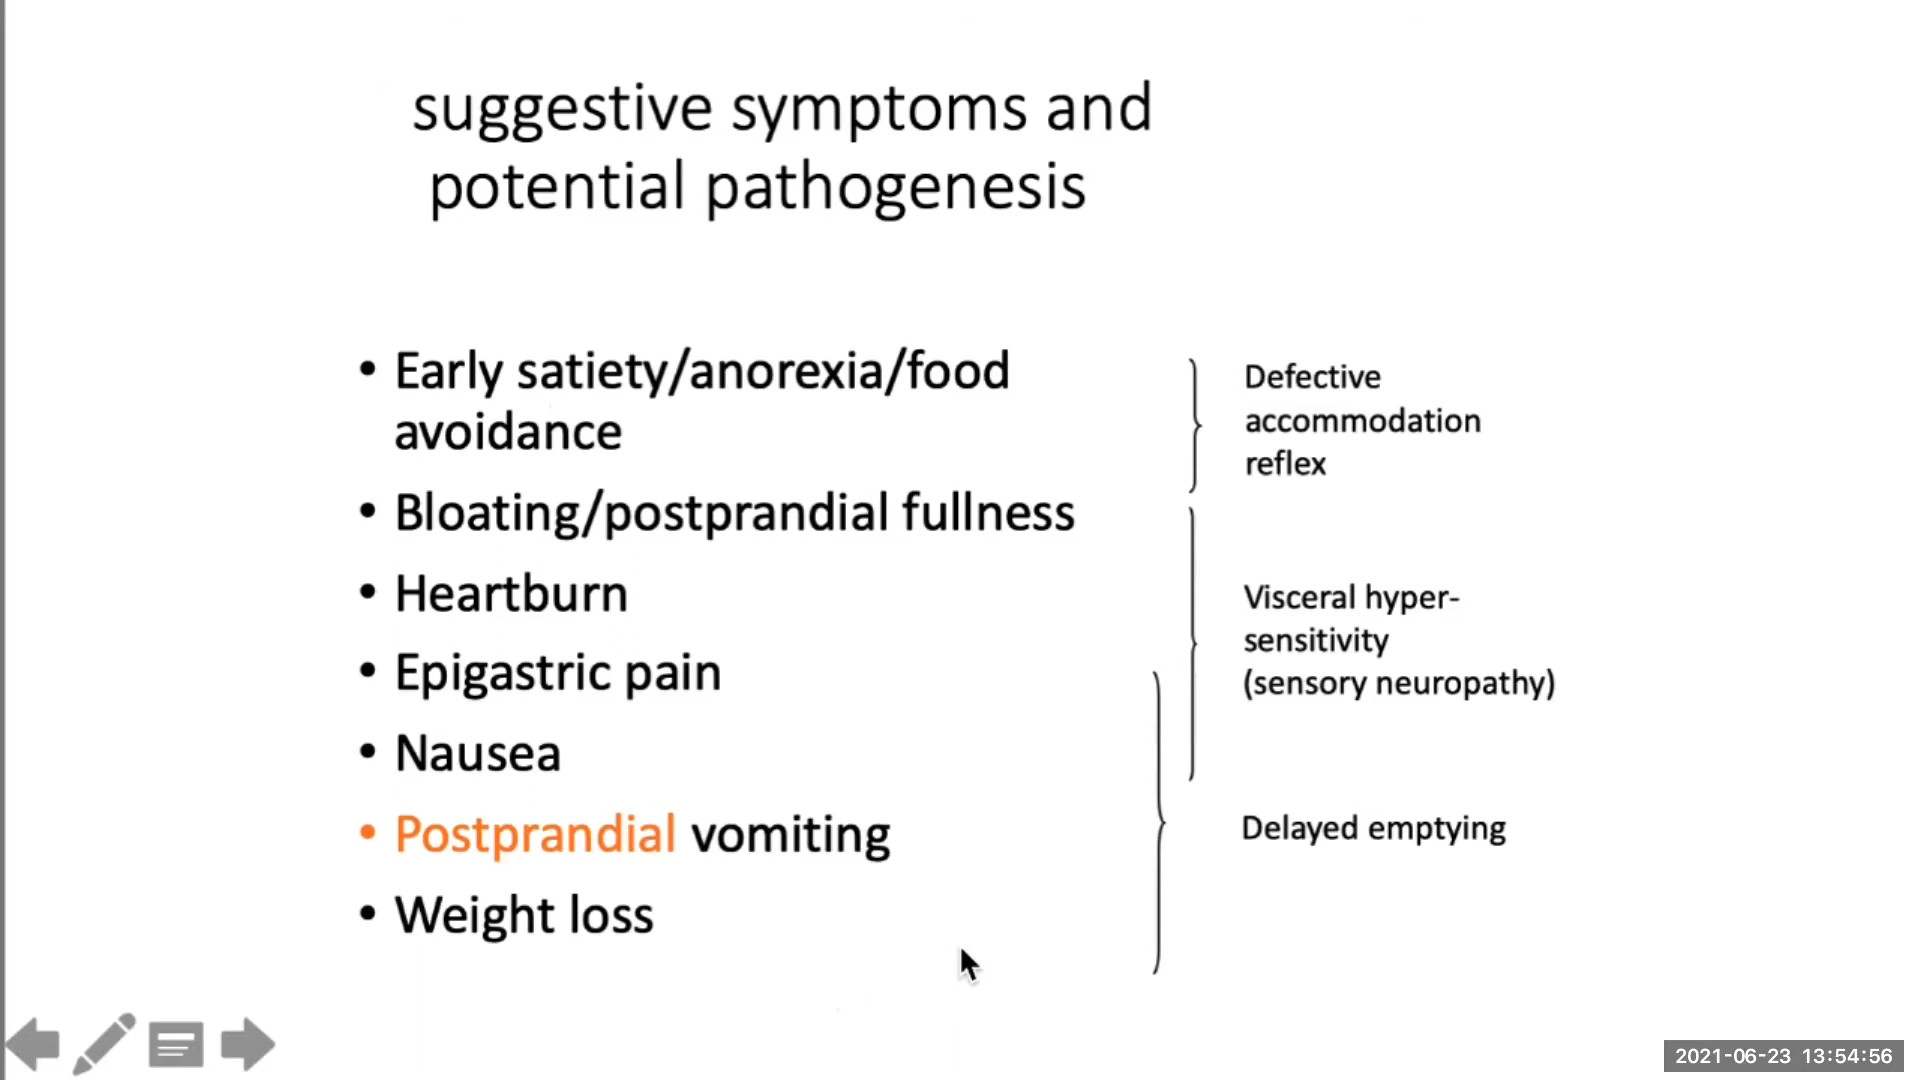 suggestive symptoms and
potential pathogenesis
• Early satiety/anorexia/food
avoidance
• Bloating/postprandial fullness
• Heartburn
• Epigastric pain
• Nausea
• Postprandial vomiting
• Weight loss
Defective
accommodation
reflex
Visceral hyper-
sensitivity
(sensory neuropathy)
Delayed emptying
2021-06-23 13:54:56